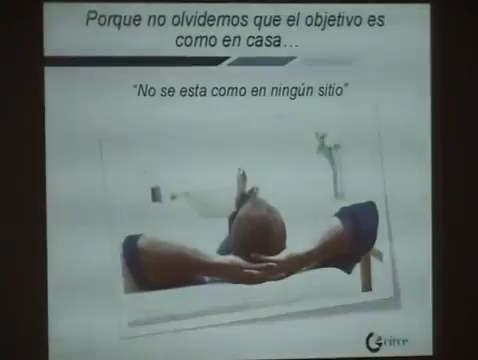 Porque no olvidemos que el objetivo es
como en casa...
"No se esta como en ningún sitio"
circe